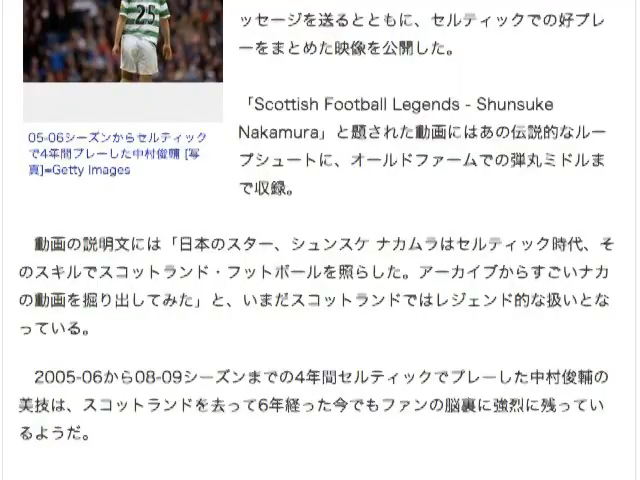 25
05-06シーズンからセルティック
で4年間プレーした中村俊輔 [写
真]=Getty Images
ッセージを送るとともに、セルティックでの好プレ
ーをまとめた映像を公開した。
「Scottish Football Legends - Shunsuke
Nakamura」と題された動画にはあの伝説的なルー
プシュートに、オールドファームでの弾丸ミドルま
で収録。
動画の説明文には「日本のスター、シュンスケ ナカムラはセルティック時代、そ
のスキルでスコットランド・フットボールを照らした。アーカイブからすごいナカ
の動画を掘り出してみた」と、いまだスコットランドではレジェンド的な扱いとな
っている。
2005-06から08-09シーズンまでの4年間セルティックでプレーした中村俊輔の
美技は、スコットランドを去って6年経った今でもファンの脳裏に強烈に残ってい
るようだ。